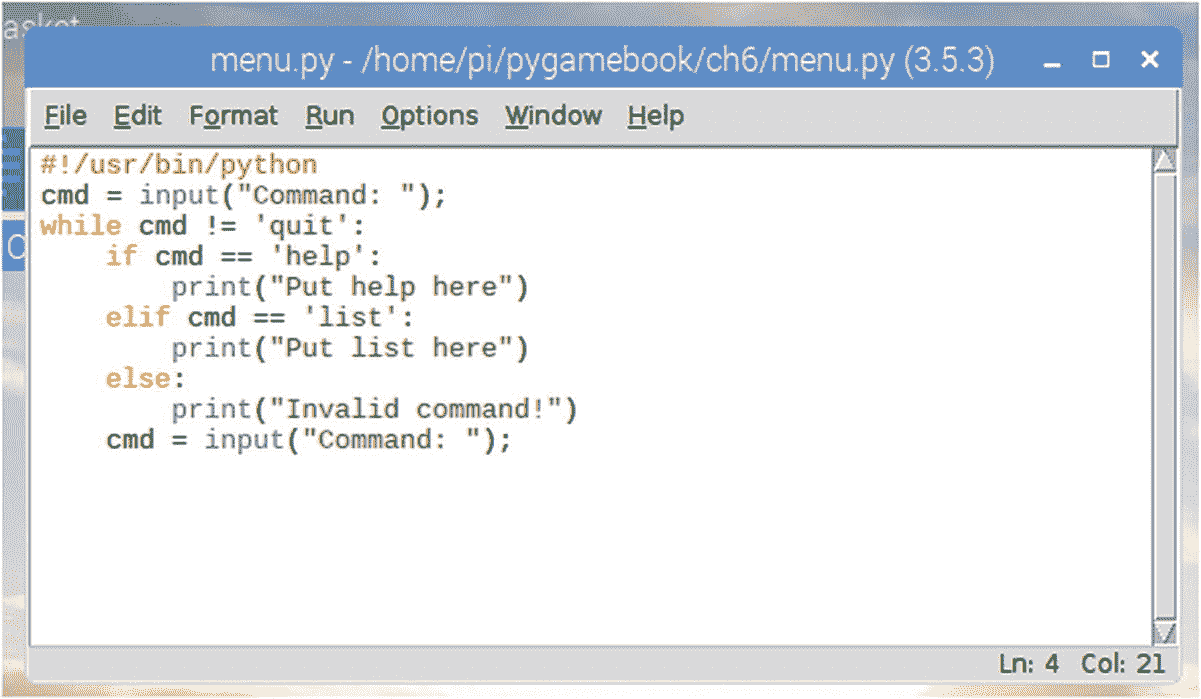 asket
menu.py - /home/pi/pygamebook/ch6/menu.py (3.5.3)
File Edit Format Run Options Window Help
#!/usr/bin/python
cmd = input("Command: ");
while cmd != 'quit':
    if cmd == 'help':
        print("Put help here")
    elif cmd == 'list':
        print("Put list here")
    else:
        print("Invalid command!")
    cmd = input("Command: ");
Ln: 4 Col: 21